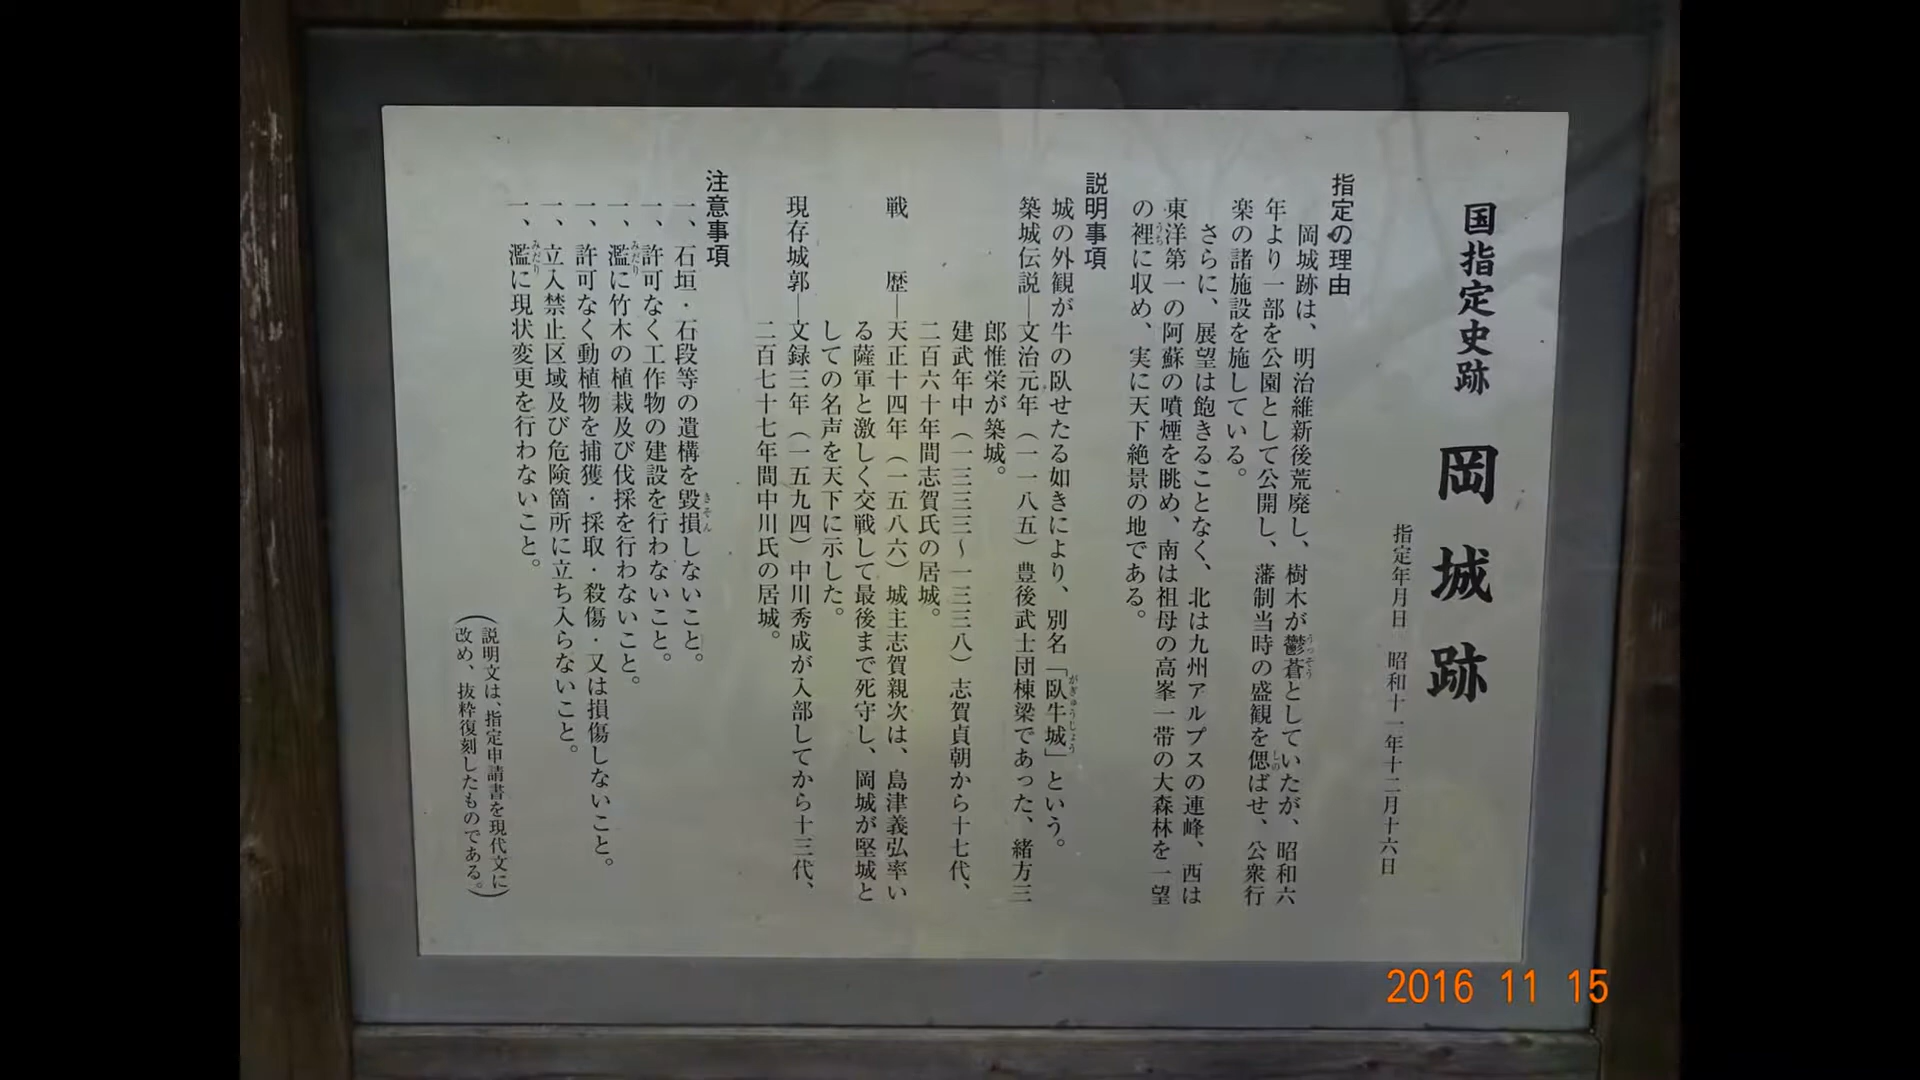 国指定史跡 岡城跡
指定年月日 昭和十一年十二月十六日
指定の理由
岡城跡は、明治維新後荒廃し、樹木が鬱蒼としていたが、昭和六
うっそう
年より一部を公園として公開し、藩制当時の盛観を偲ばせ、公衆行
しの
楽の諸施設を施している。
さらに、展望は飽きることなく、北は九州アルプスの連峰、西は
東洋第一の阿蘇の噴煙を眺め、南は祖母の高峯一帯の大森林を一望
の裡に収め、実に天下絶景の地である。
うち
説明事項
城の外観が牛の臥せたる如きにより、別名「臥牛城」という。
がぎゅうじょう
築城伝説―文治元年（一一八五）豊後武士団棟梁であった、緒方三
郎惟栄が築城。
建武年中（一三三三～一三三八）志賀貞朝から十七代、
二百六十年間志賀氏の居城。
戦 歴―天正十四年（一五八六）城主志賀親次は、島津義弘率い
る薩軍と激しく交戦して最後まで死守し、岡城が堅城と
しての名声を天下に示した。
現存城郭―文録三年（一五九四）中川秀成が入部してから十三代、
二百七十七年間中川氏の居城。
注意事項
一、石垣・石段等の遺構を毀損しないこと。
きそん
一、許可なく工作物の建設を行わないこと。
一、濫に竹木の植栽及び伐採を行わないこと。
みだり
一、許可なく動植物を捕獲・採取・殺傷・又は損傷しないこと。
一、立入禁止区域及び危険箇所に立ち入らないこと。
一、濫に現状変更を行わないこと。
みだり
（説明文は、指定申請書を現代文に
改め、抜粋復刻したものである。）
2016 11 15